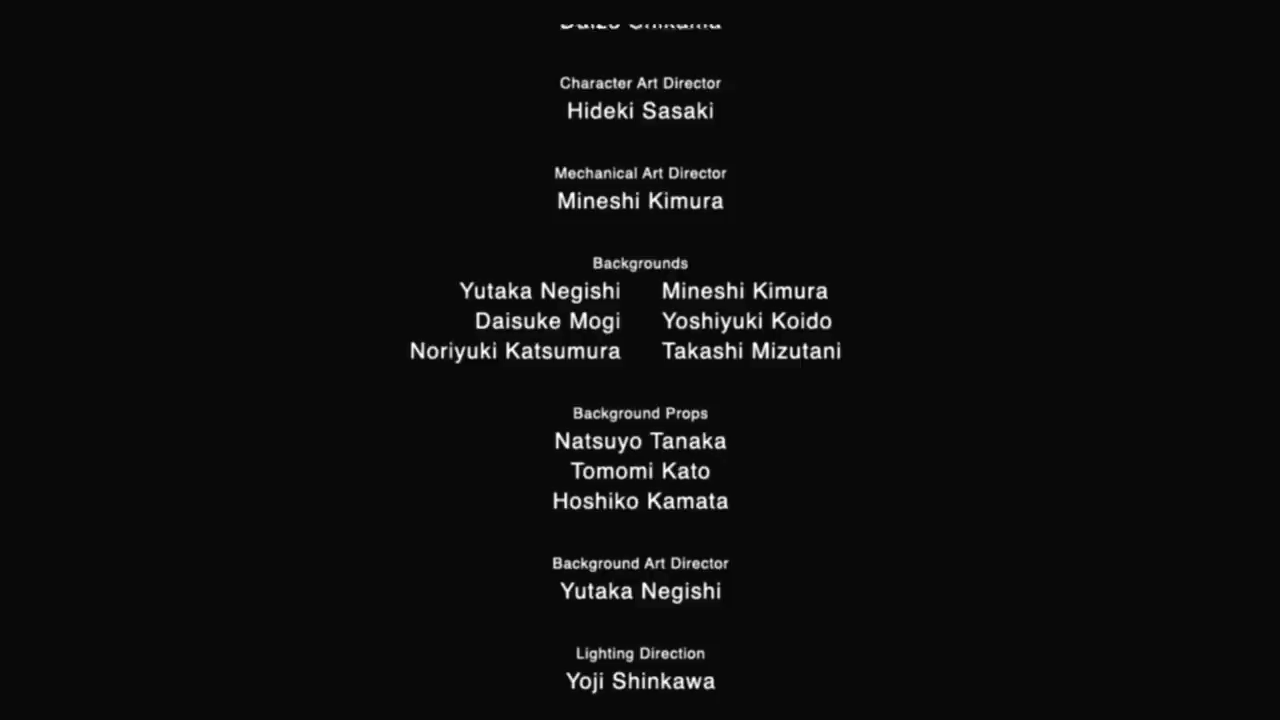 Character Art Director
Hideki Sasaki
Mechanical Art Director
Mineshi Kimura
Backgrounds
Yutaka Negishi Mineshi Kimura
Daisuke Mogi Yoshiyuki Koido
Noriyuki Katsumura Takashi Mizutani
Background Props
Natsuyo Tanaka
Tomomi Kato
Hoshiko Kamata
Background Art Director
Yutaka Negishi
Lighting Direction
Yoji Shinkawa